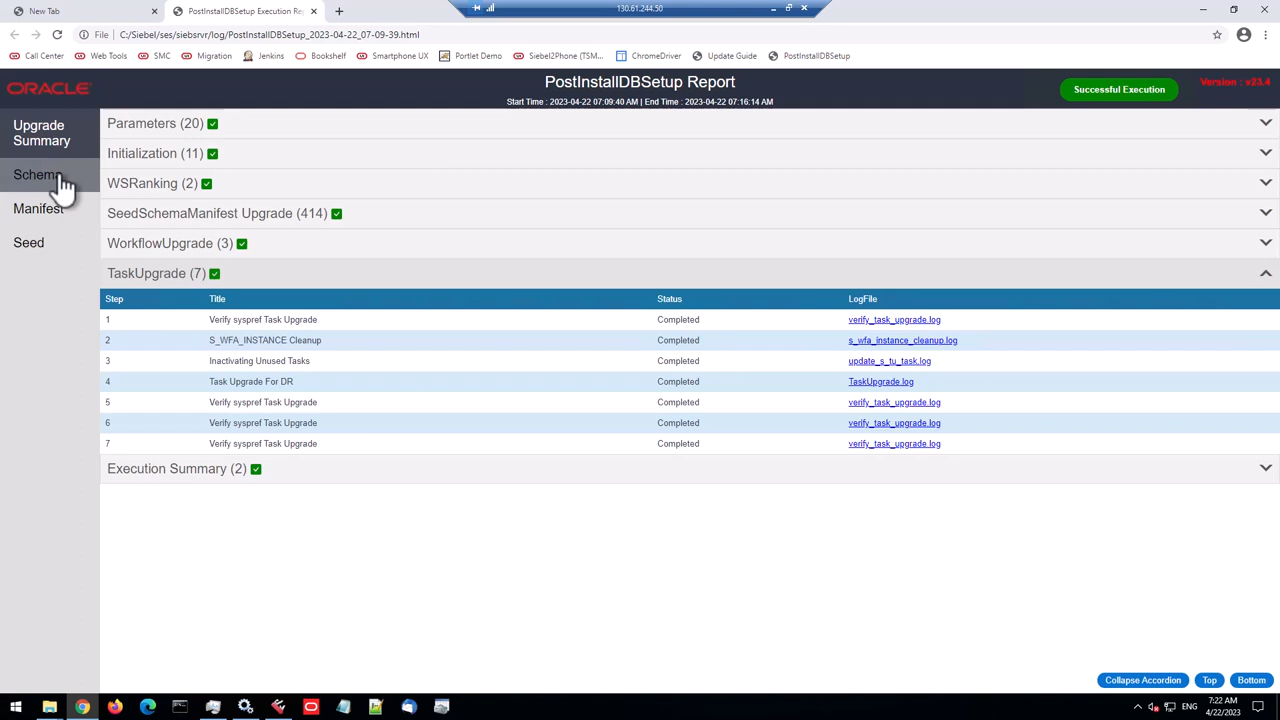 New Tab
PostInstallDBSetup Execution Re
130.61.244.50
File
C:/Siebel/ses/siebsrvr/log/PostInstallDBSetup_2023-04-22_07-09-39.html
Call Center
Web Tools
SMC
Migration
Jenkins
Bookshelf
Smartphone UX
Portlet Demo
Siebel2Phone (TSM...
ChromeDriver
Update Guide
PostInstallDBSetup
ORACLE
PostInstallDBSetup Report
Start Time : 2023-04-22 07:09:40 AM | End Time : 2023-04-22 07:16:14 AM
Successful Execution
Version : v23.4
Upgrade
Summary
Schema
Manifest
Seed
Parameters (20)
Initialization (11)
WSRanking (2)
SeedSchemaManifest Upgrade (414)
WorkflowUpgrade (3)
TaskUpgrade (7)
Step Title Status LogFile
1 Verify syspref Task Upgrade Completed verify_task_upgrade.log
2 S_WFA_INSTANCE Cleanup Completed s_wfa_instance_cleanup.log
3 Inactivating Unused Tasks Completed update_s_tu_task.log
4 Task Upgrade For DR Completed TaskUpgrade.log
5 Verify syspref Task Upgrade Completed verify_task_upgrade.log
6 Verify syspref Task Upgrade Completed verify_task_upgrade.log
7 Verify syspref Task Upgrade Completed verify_task_upgrade.log
Execution Summary (2)
Collapse Accordion
Top
Bottom
ENG
7:22 AM
4/22/2023